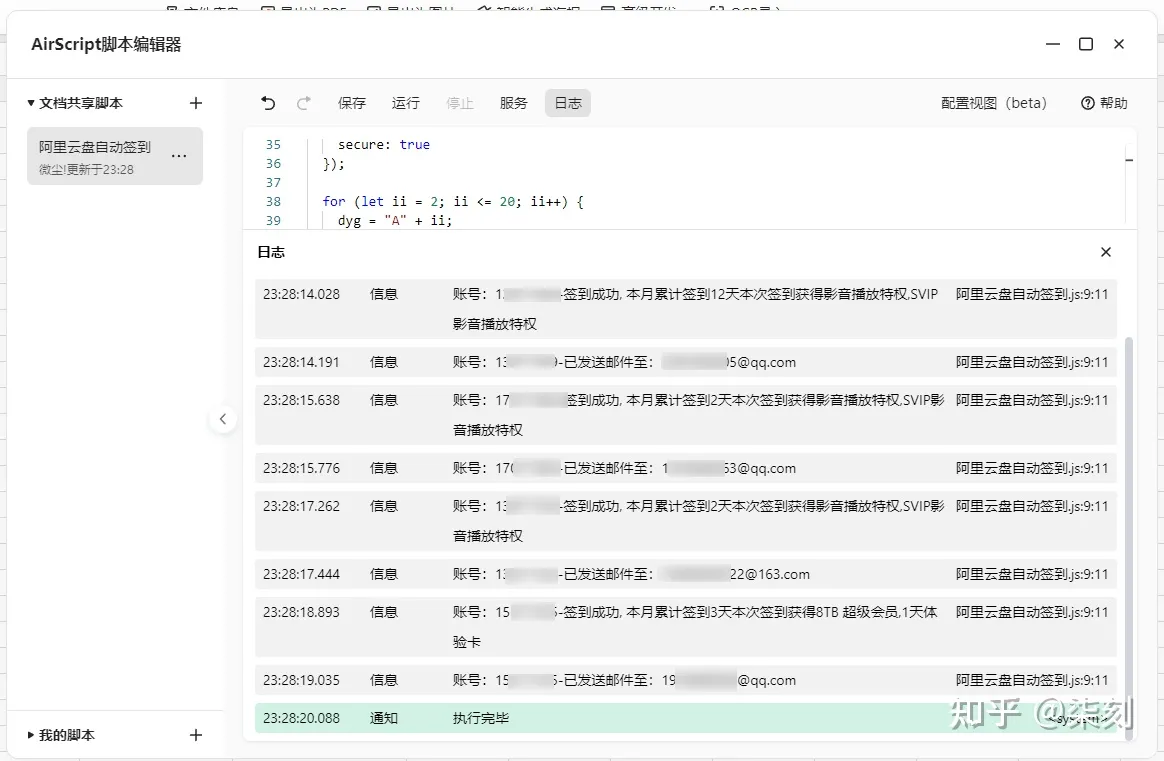 AirScript脚本编辑器
文档共享脚本
保存 运行 停止 服务 日志 配置视图（beta） 帮助
阿里云盘自动签到
微尘!更新于23:28
35 secure: true
36 });
37
38 for (let ii = 2; ii <= 20; ii++) {
39 dyg = "A" + ii;
日志
23:28:14.028 信息 账号：1 -签到成功, 本月累计签到12天本次签到获得影音播放特权,SVIP 阿里云盘自动签到.js:9:11
影音播放特权
23:28:14.191 信息 账号：13 9-已发送邮件至： 05@qq.com 阿里云盘自动签到.js:9:11
23:28:15.638 信息 账号：17 签到成功, 本月累计签到2天本次签到获得影音播放特权,SVIP影 阿里云盘自动签到.js:9:11
音播放特权
23:28:15.776 信息 账号：170 -已发送邮件至：1 63@qq.com 阿里云盘自动签到.js:9:11
23:28:17.262 信息 账号：13 -签到成功, 本月累计签到2天本次签到获得影音播放特权,SVIP影 阿里云盘自动签到.js:9:11
音播放特权
23:28:17.444 信息 账号：13 -已发送邮件至： 22@163.com 阿里云盘自动签到.js:9:11
23:28:18.893 信息 账号：15 5-签到成功, 本月累计签到3天本次签到获得8TB 超级会员,1天体 阿里云盘自动签到.js:9:11
验卡
23:28:19.035 信息 账号：15 5-已发送邮件至：19 @qq.com 阿里云盘自动签到.js:9:11
23:28:20.088 通知 执行完毕 <system>
我的脚本
知乎 @柒刻